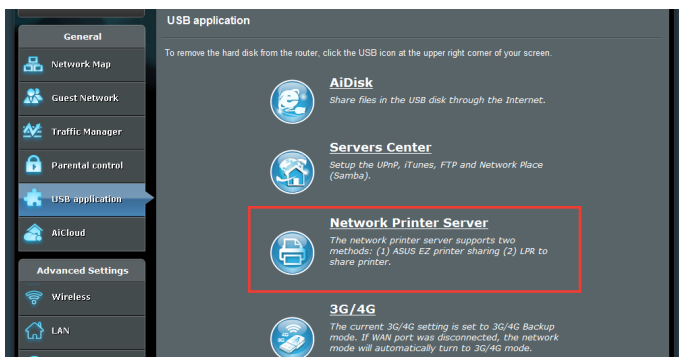 General
Network Map
Guest Network
Traffic Manager
Parental control
USB application
AiCloud
Advanced Settings
Wireless
LAN
USB application
To remove the hard disk from the router, click the USB icon at the upper right corner of your screen.
AiDisk
Share files in the USB disk through the Internet.
Servers Center
Setup the UPnP, iTunes, FTP and Network Place
(Samba).
Network Printer Server
The network printer server supports two
methods: (1) ASUS EZ printer sharing (2) LPR to
share printer.
3G/4G
The current 3G/4G setting is set to 3G/4G Backup
mode. If WAN port was disconnected, the network
mode will automatically turn to 3G/4G mode.